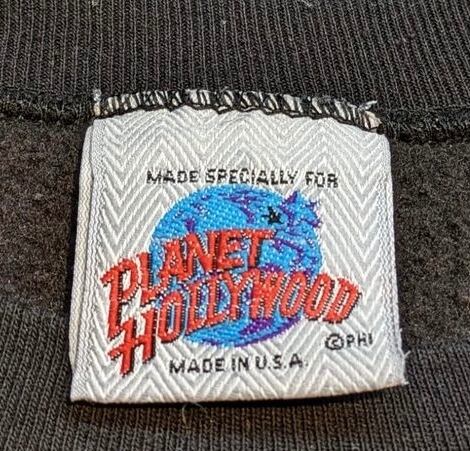 MADE SPECIALLY FOR
PLANET
HOLLYWOOD
©PHI
MADE IN U.S.A.